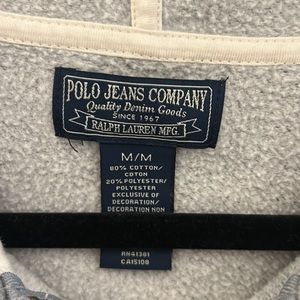 POLO JEANS COMPANY
Quality Denim Goods
SINCE 1967
RALPH LAUREN MFG.
M/M
80% COTTON/
COTON
20% POLYESTER/
POLYESTER
EXCLUSIVE OF
DECORATION/
DECORATION NON
RN41381
CA15108